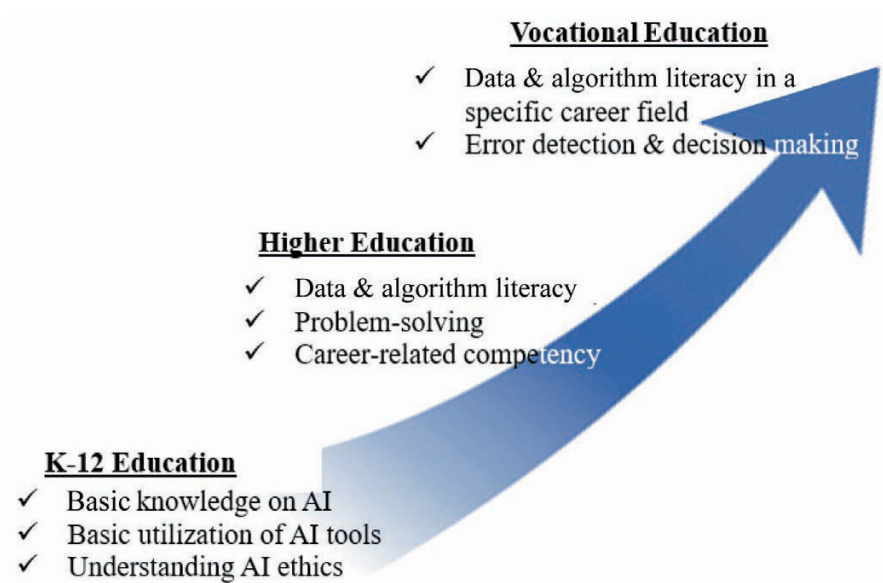 Vocational Education
✓ Data & algorithm literacy in a
specific career field
✓ Error detection & decision making
Higher Education
✓ Data & algorithm literacy
✓ Problem-solving
✓ Career-related competency
K-12 Education
✓ Basic knowledge on AI
✓ Basic utilization of AI tools
✓ Understanding AI ethics